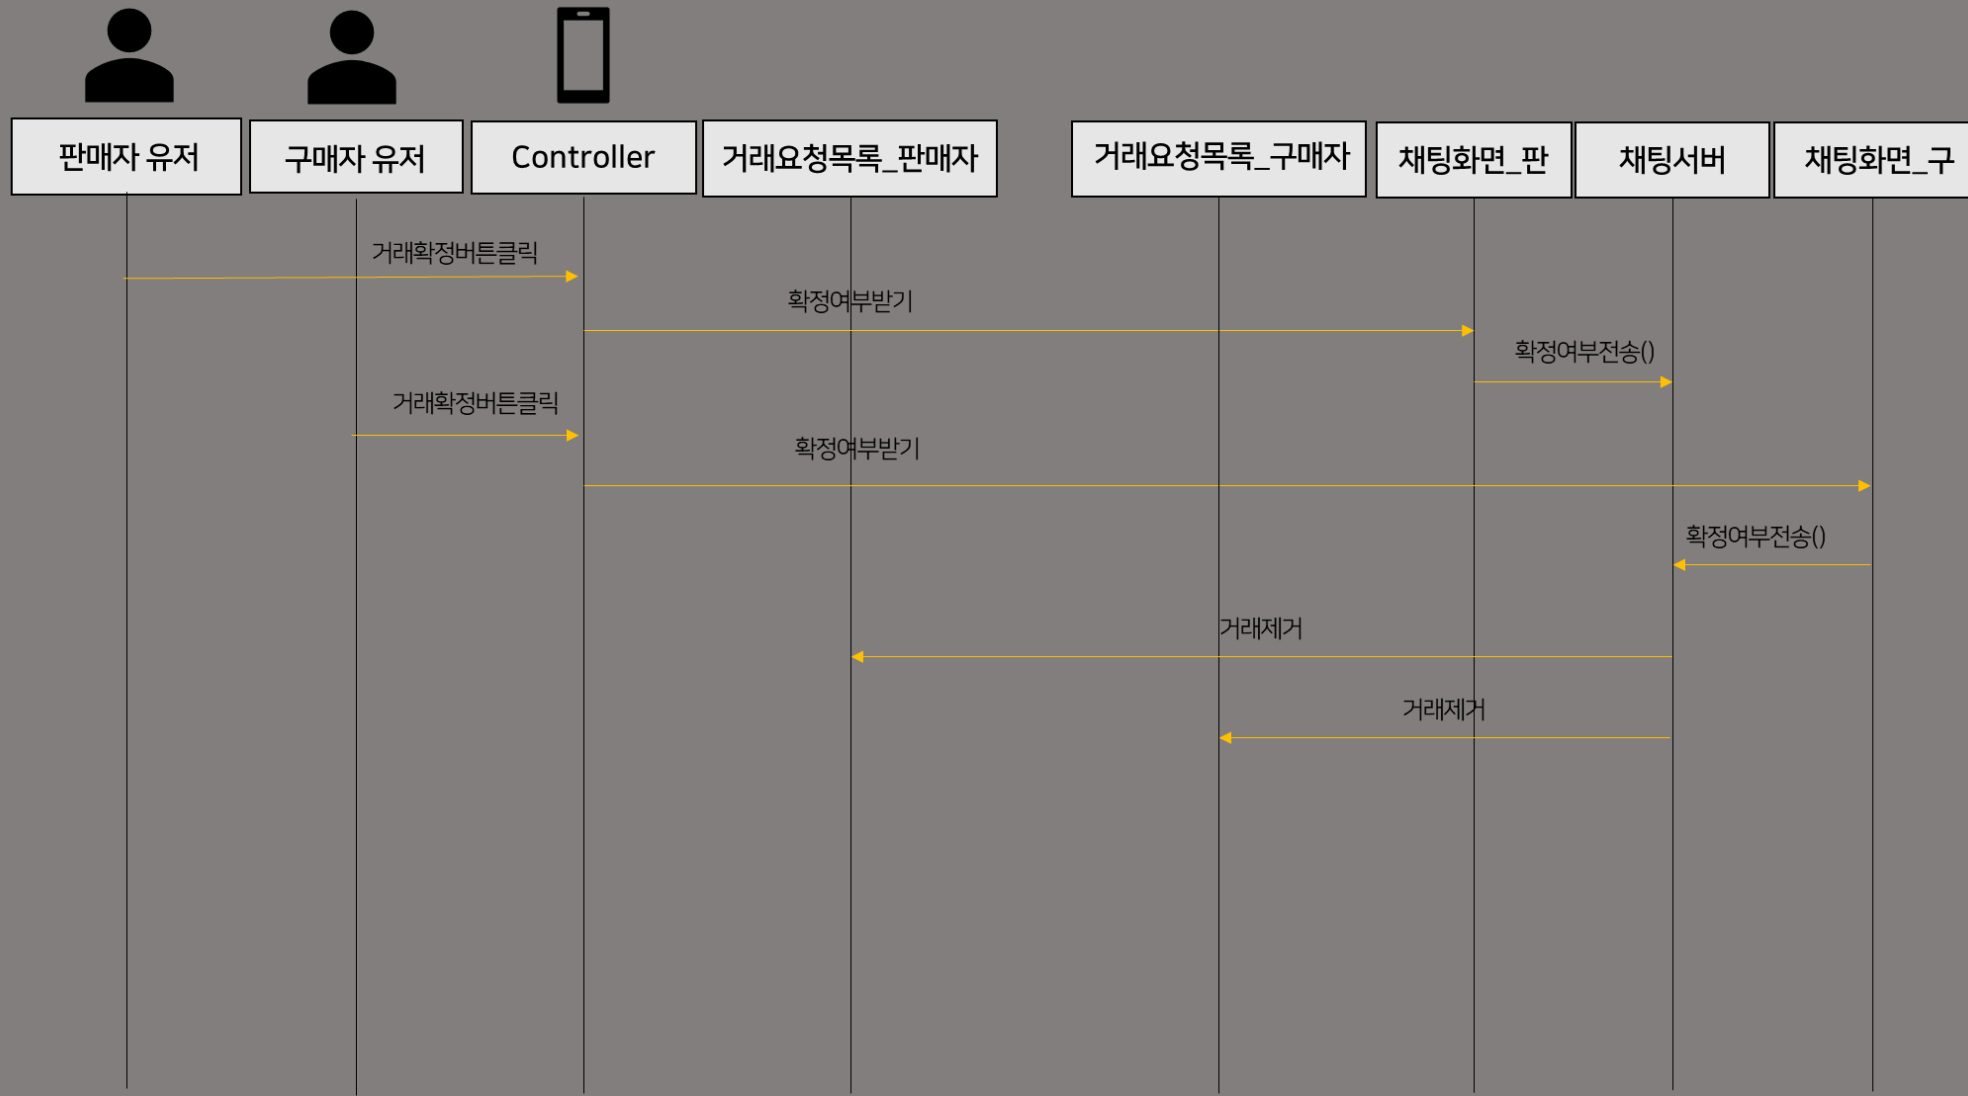 판매자 유저
구매자 유저
Controller
거래요청목록_판매자
거래요청목록_구매자
채팅화면_판
채팅서버
채팅화면_구
거래확정버튼클릭
확정여부받기
확정여부전송()
거래확정버튼클릭
확정여부받기
확정여부전송()
거래제거
거래제거